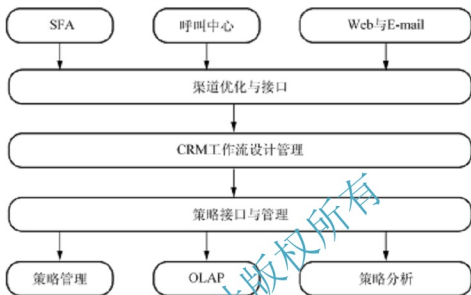 SFA
呼叫中心
Web与E-mail
渠道优化与接口
CRM工作流设计管理
策略接口与管理
策略管理
OLAP
策略分析
版权所有